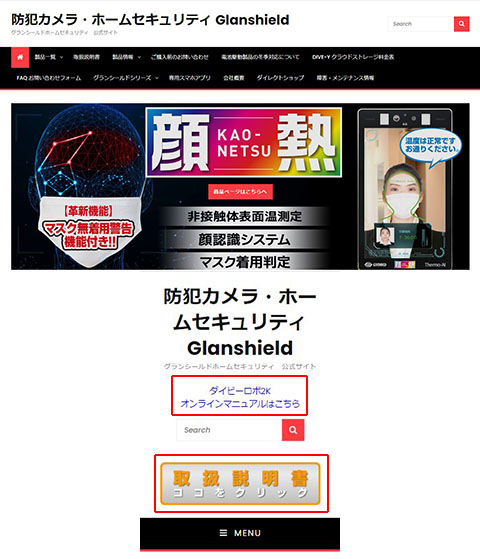 防犯カメラ・ホームセキュリティ Glanshield
グランシールドホームセキュリティ 公式サイト
Search
製品一覧 取扱説明書 製品情報 ご購入前のお問い合わせ 電池駆動製品の冬季対応について DIVE-Y クラウドストレージ料金表
FAQ お問い合わせフォーム グランシールドシリーズ 専用スマホアプリ 会社概要 ダイレクトショップ 障害・メンテナンス情報
顔 KAO-NETSU 熱
商品ページはこちらへ
【革新機能】
マスク無着用警告
機能付き!!
非接触体表面温測定
顔認識システム
マスク着用判定
温度は正常です
お通りください。
Thermo-AI
防犯カメラ・ホー
ムセキュリティ
Glanshield
グランシールドホームセキュリティ 公式サイト
ダイビーロボ2K
オンラインマニュアルはこちら
Search
取扱説明書
ココをクリック
≡ MENU